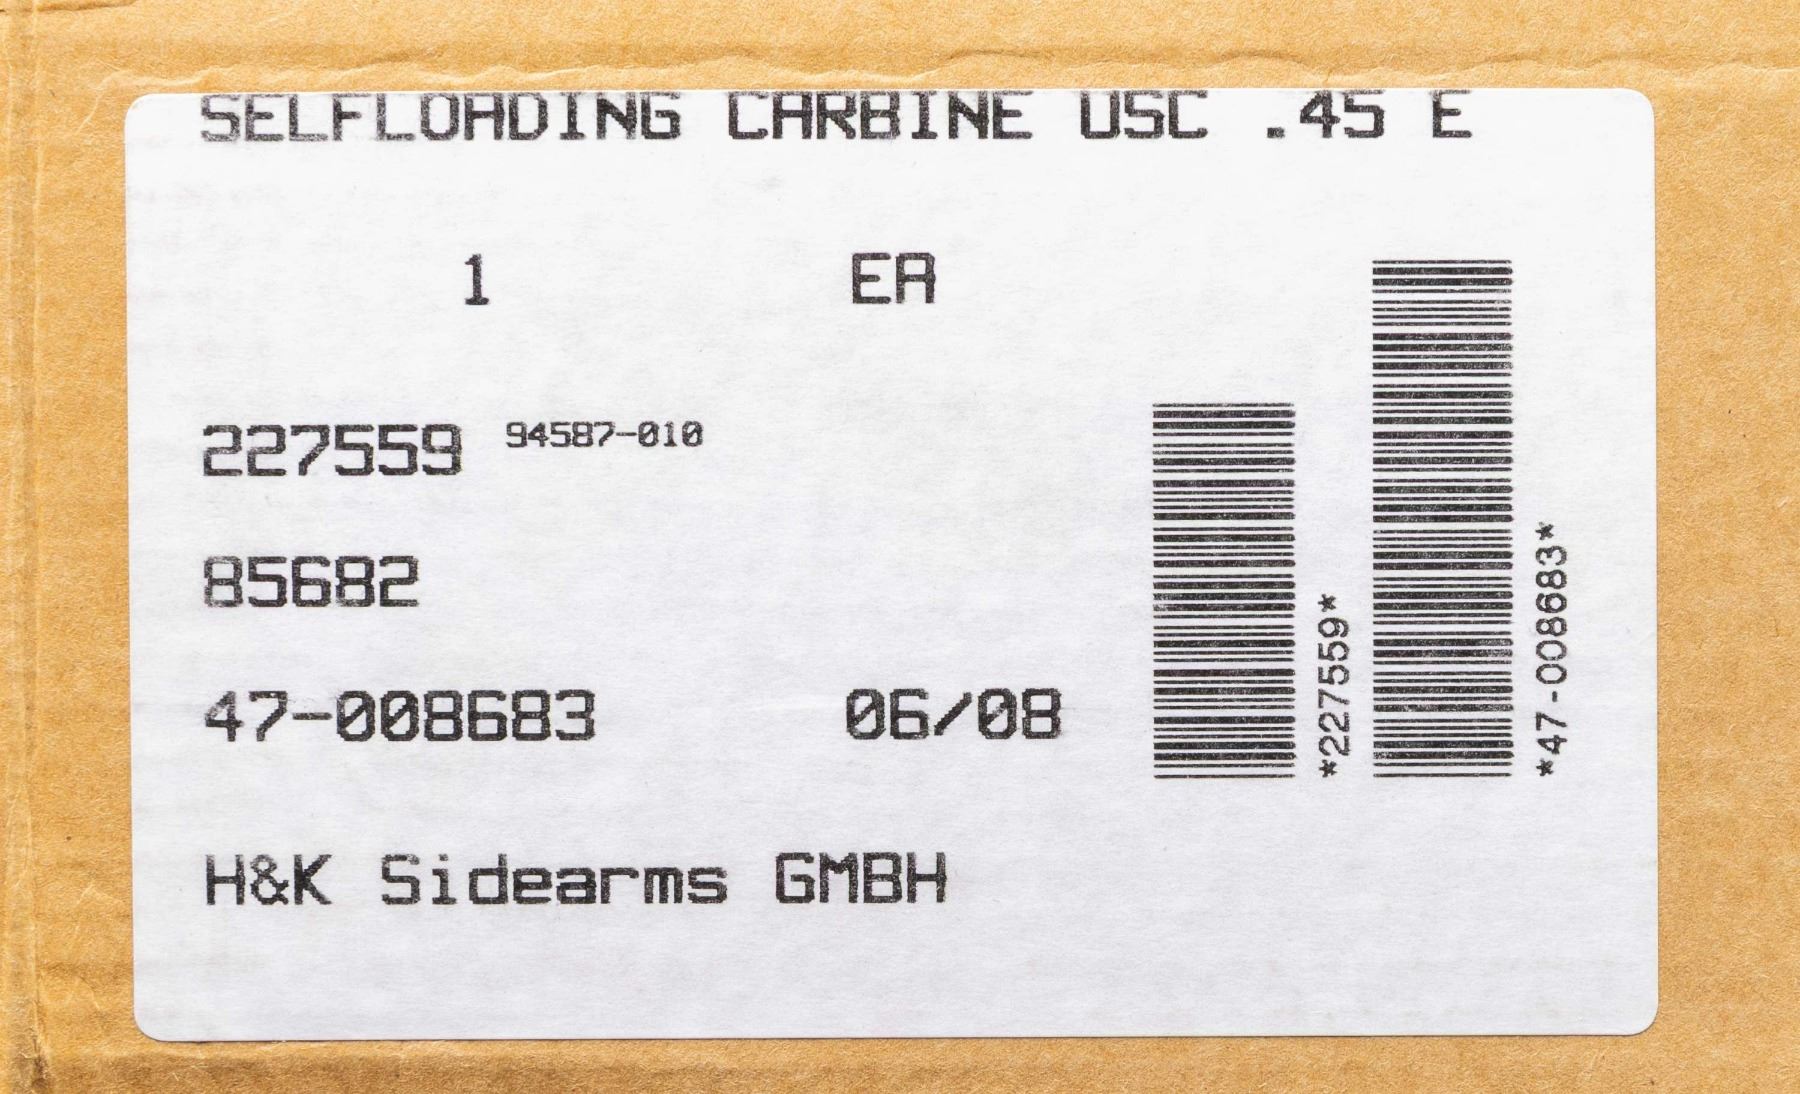 SELFLOADING CARBINE USC .45 E
1 EA
227559 94587-010
85682
47-008683 06/08
H&K Sidearms GMBH
*227559*
*47-008683*